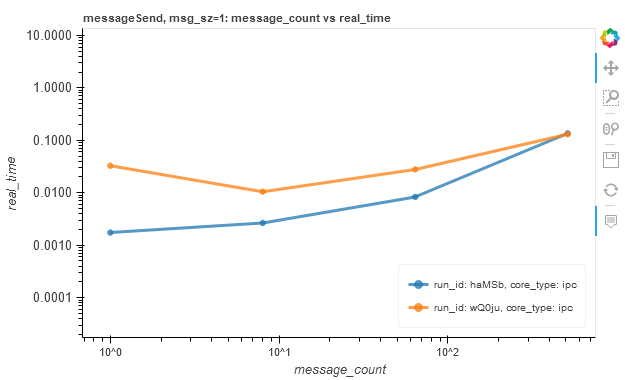 messageSend, msg_sz=1: message_count vs real_time
10.0000
1.0000
0.1000
0.0100
0.0010
0.0001
real_time
run_id: haMSb, core_type: ipc
run_id: wQ0ju, core_type: ipc
10^0
10^1
10^2
message_count